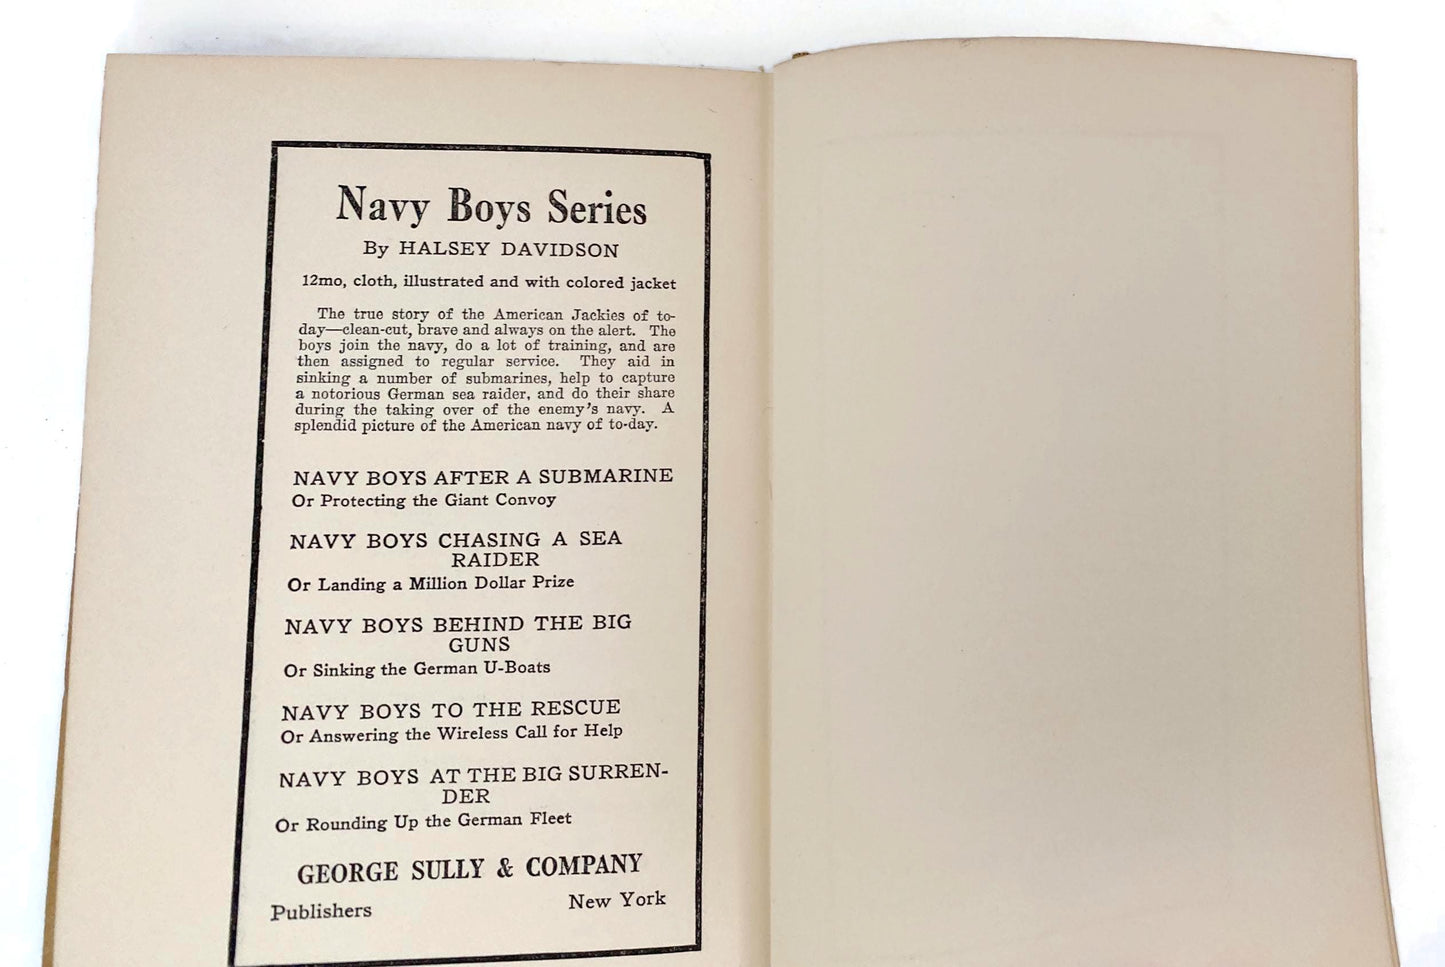 Navy Boys Series
By HALSEY DAVIDSON
12mo, cloth, illustrated and with colored jacket
The true story of the American Jackies of to-
day—clean-cut, brave and always on the alert. The
boys join the navy, do a lot of training, and are
then assigned to regular service. They aid in
sinking a number of submarines, help to capture
a notorious German sea raider, and do their share
during the taking over of the enemy's navy. A
splendid picture of the American navy of to-day.
NAVY BOYS AFTER A SUBMARINE
Or Protecting the Giant Convoy
NAVY BOYS CHASING A SEA
RAIDER
Or Landing a Million Dollar Prize
NAVY BOYS BEHIND THE BIG
GUNS
Or Sinking the German U-Boats
NAVY BOYS TO THE RESCUE
Or Answering the Wireless Call for Help
NAVY BOYS AT THE BIG SURREN-
DER
Or Rounding Up the German Fleet
GEORGE SULLY & COMPANY
Publishers New York